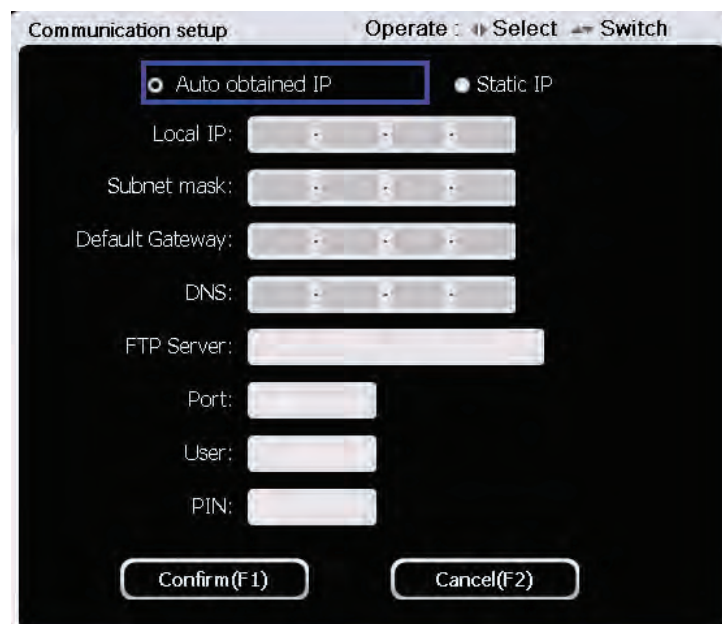 Communication setup Operate : Select Switch
Auto obtained IP Static IP
Local IP:
Subnet mask:
Default Gateway:
DNS:
FTP Server:
Port:
User:
PIN:
Confirm(F1) Cancel(F2)